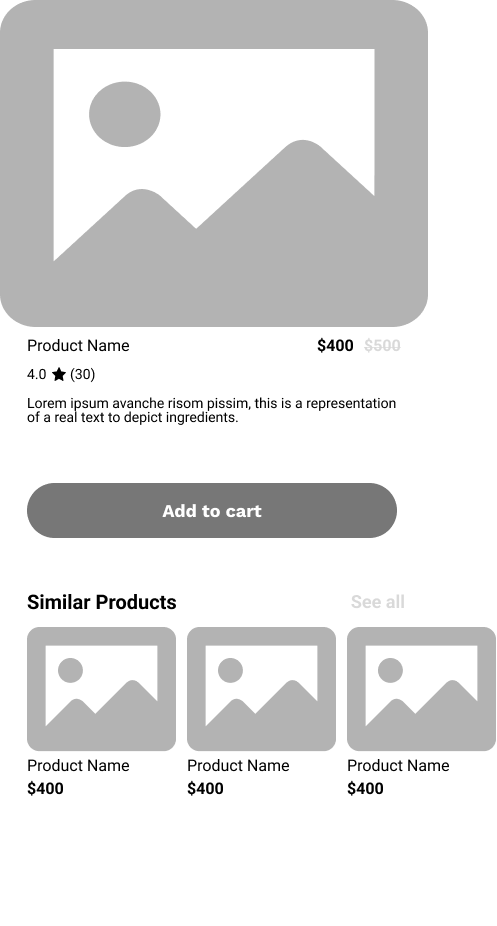 Product Name $400 $500
4.0 (30)
Lorem ipsum avanche risom pissim, this is a representation
of a real text to depict ingredients.
Add to cart
Similar Products See all
Product Name Product Name Product Name
$400 $400 $400